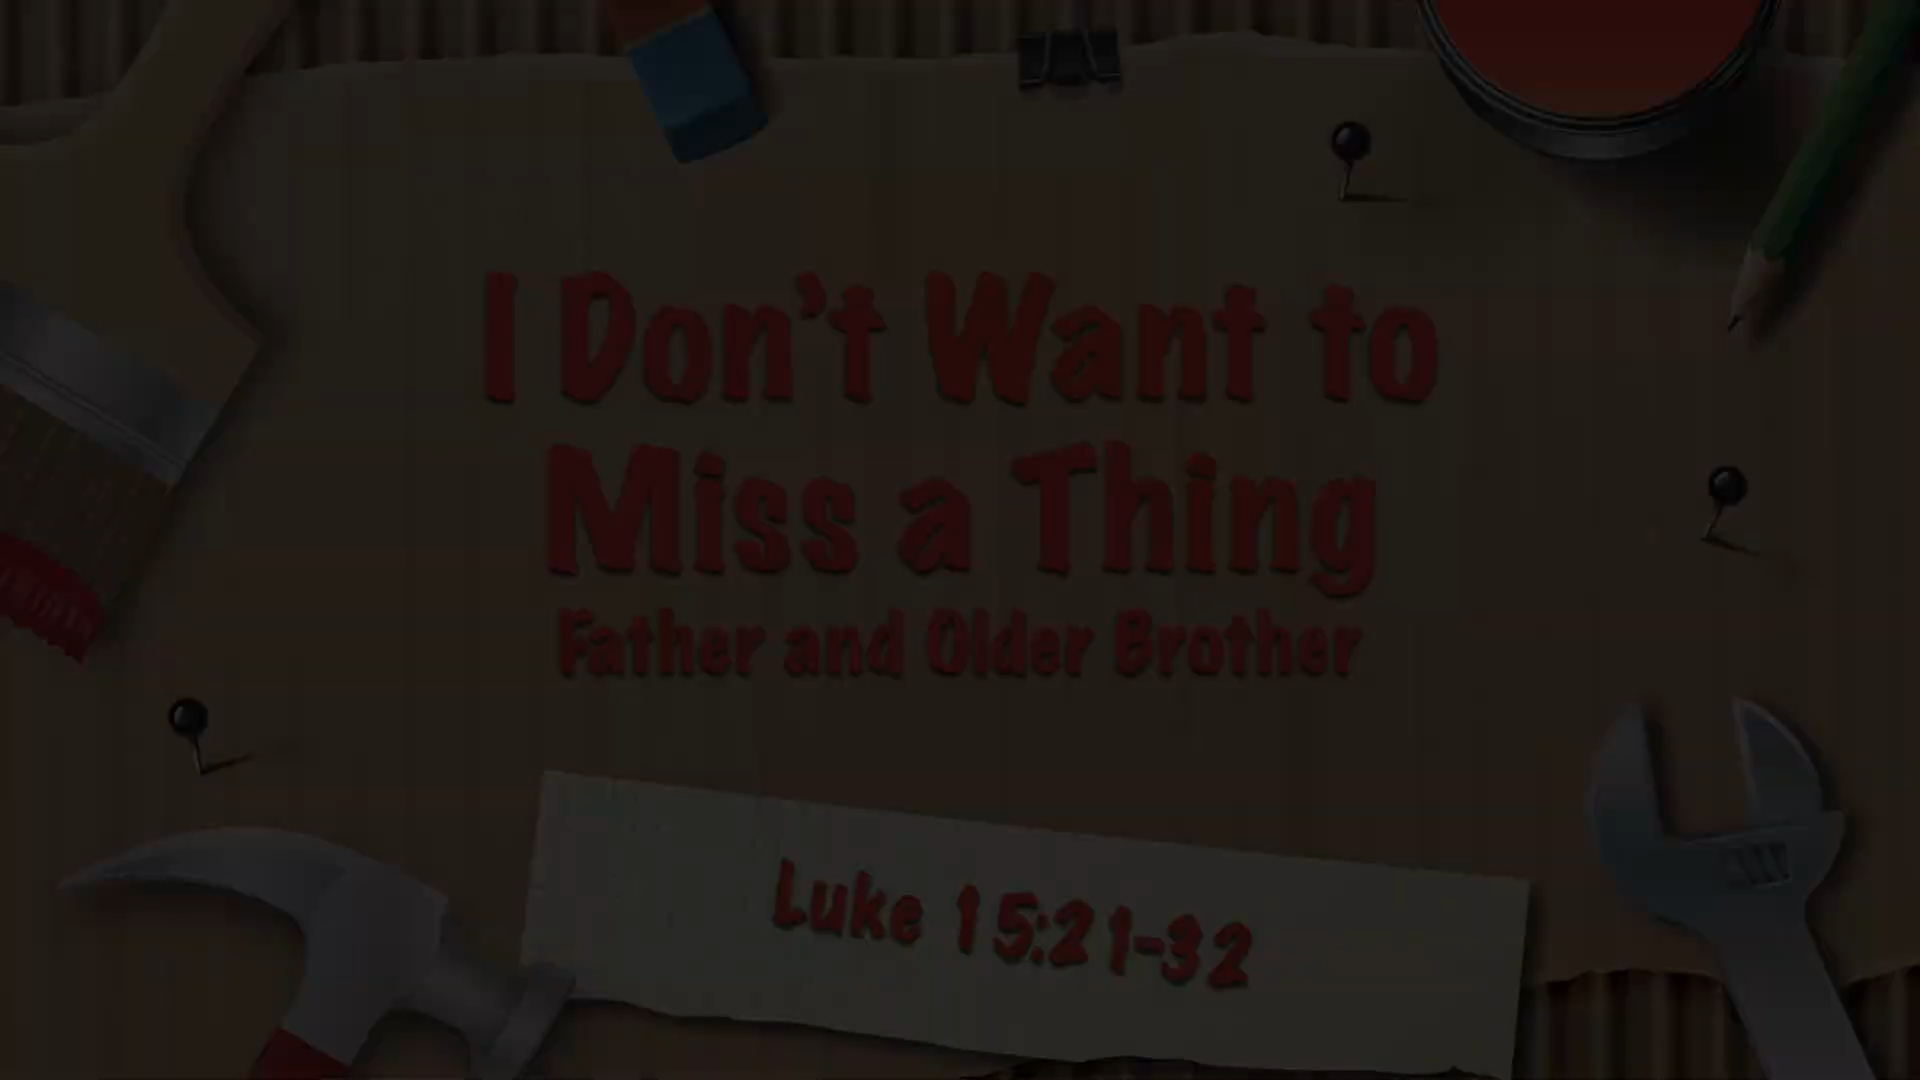 I Don't Want to
Miss a Thing
Father and Older Brother
Luke 15:21-32